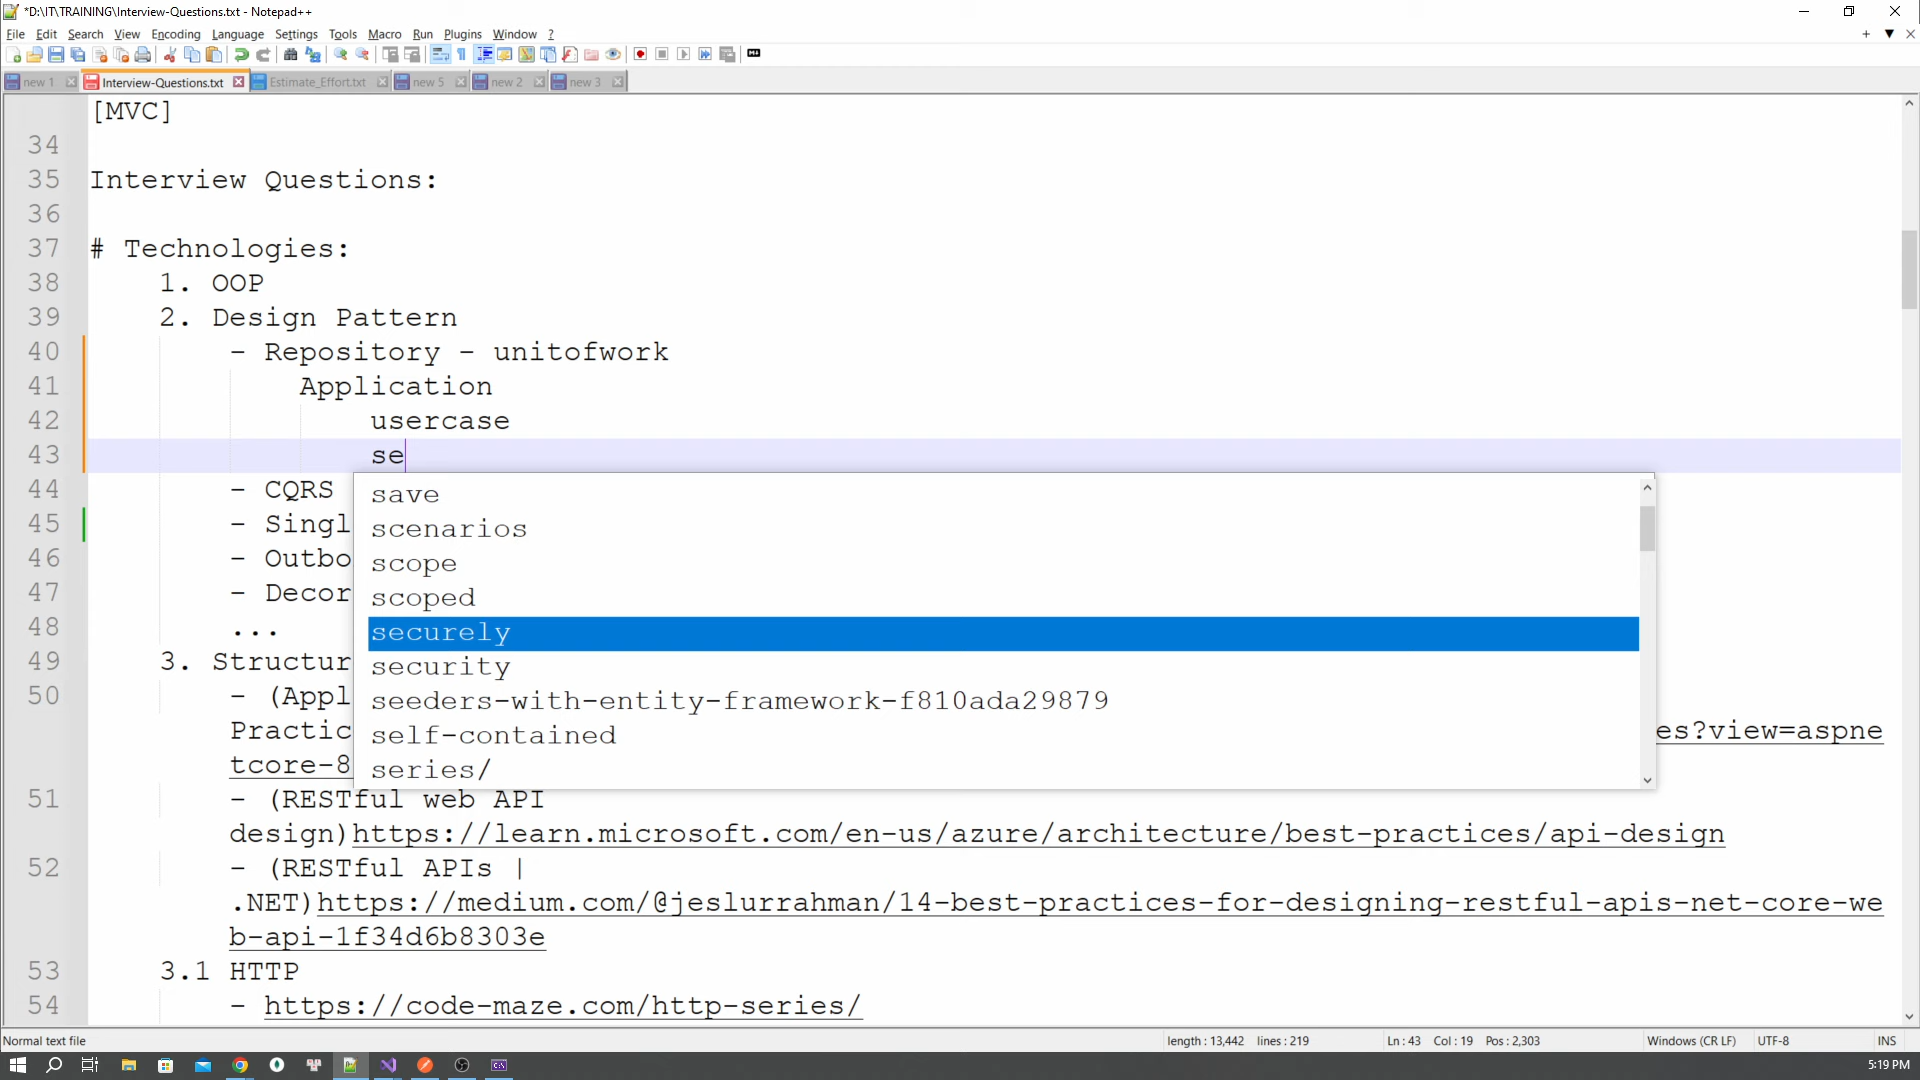 *D:\IT\TRAINING\Interview-Questions.txt - Notepad++
File Edit Search View Encoding Language Settings Tools Macro Run Plugins Window ?
new 1 Interview-Questions.txt Estimate_Effort.txt new 5 new 2 new 3
[MVC]
34
35 Interview Questions:
36
37 # Technologies:
38 1. OOP
39 2. Design Pattern
40 - Repository - unitofwork
41 Application
42 usercase
43 se
44 - CQRS
save
45 - Singl
scenarios
46 - Outbo
scope
47 - Decor
scoped
48 ...
securely
49 3. Structur
security
50 - (Appl
seeders-with-entity-framework-f810ada29879
Practic
self-contained
es?view=aspne
tcore-8
series/
51 - (RESTful web API
design)https://learn.microsoft.com/en-us/azure/architecture/best-practices/api-design
52 - (RESTful APIs |
.NET)https://medium.com/@jeslurrahman/14-best-practices-for-designing-restful-apis-net-core-we
b-api-1f34d6b8303e
53 3.1 HTTP
54 - https://code-maze.com/http-series/
Normal text file length : 13,442 lines : 219 Ln : 43 Col : 19 Pos : 2,303 Windows (CR LF) UTF-8 INS
5:19 PM